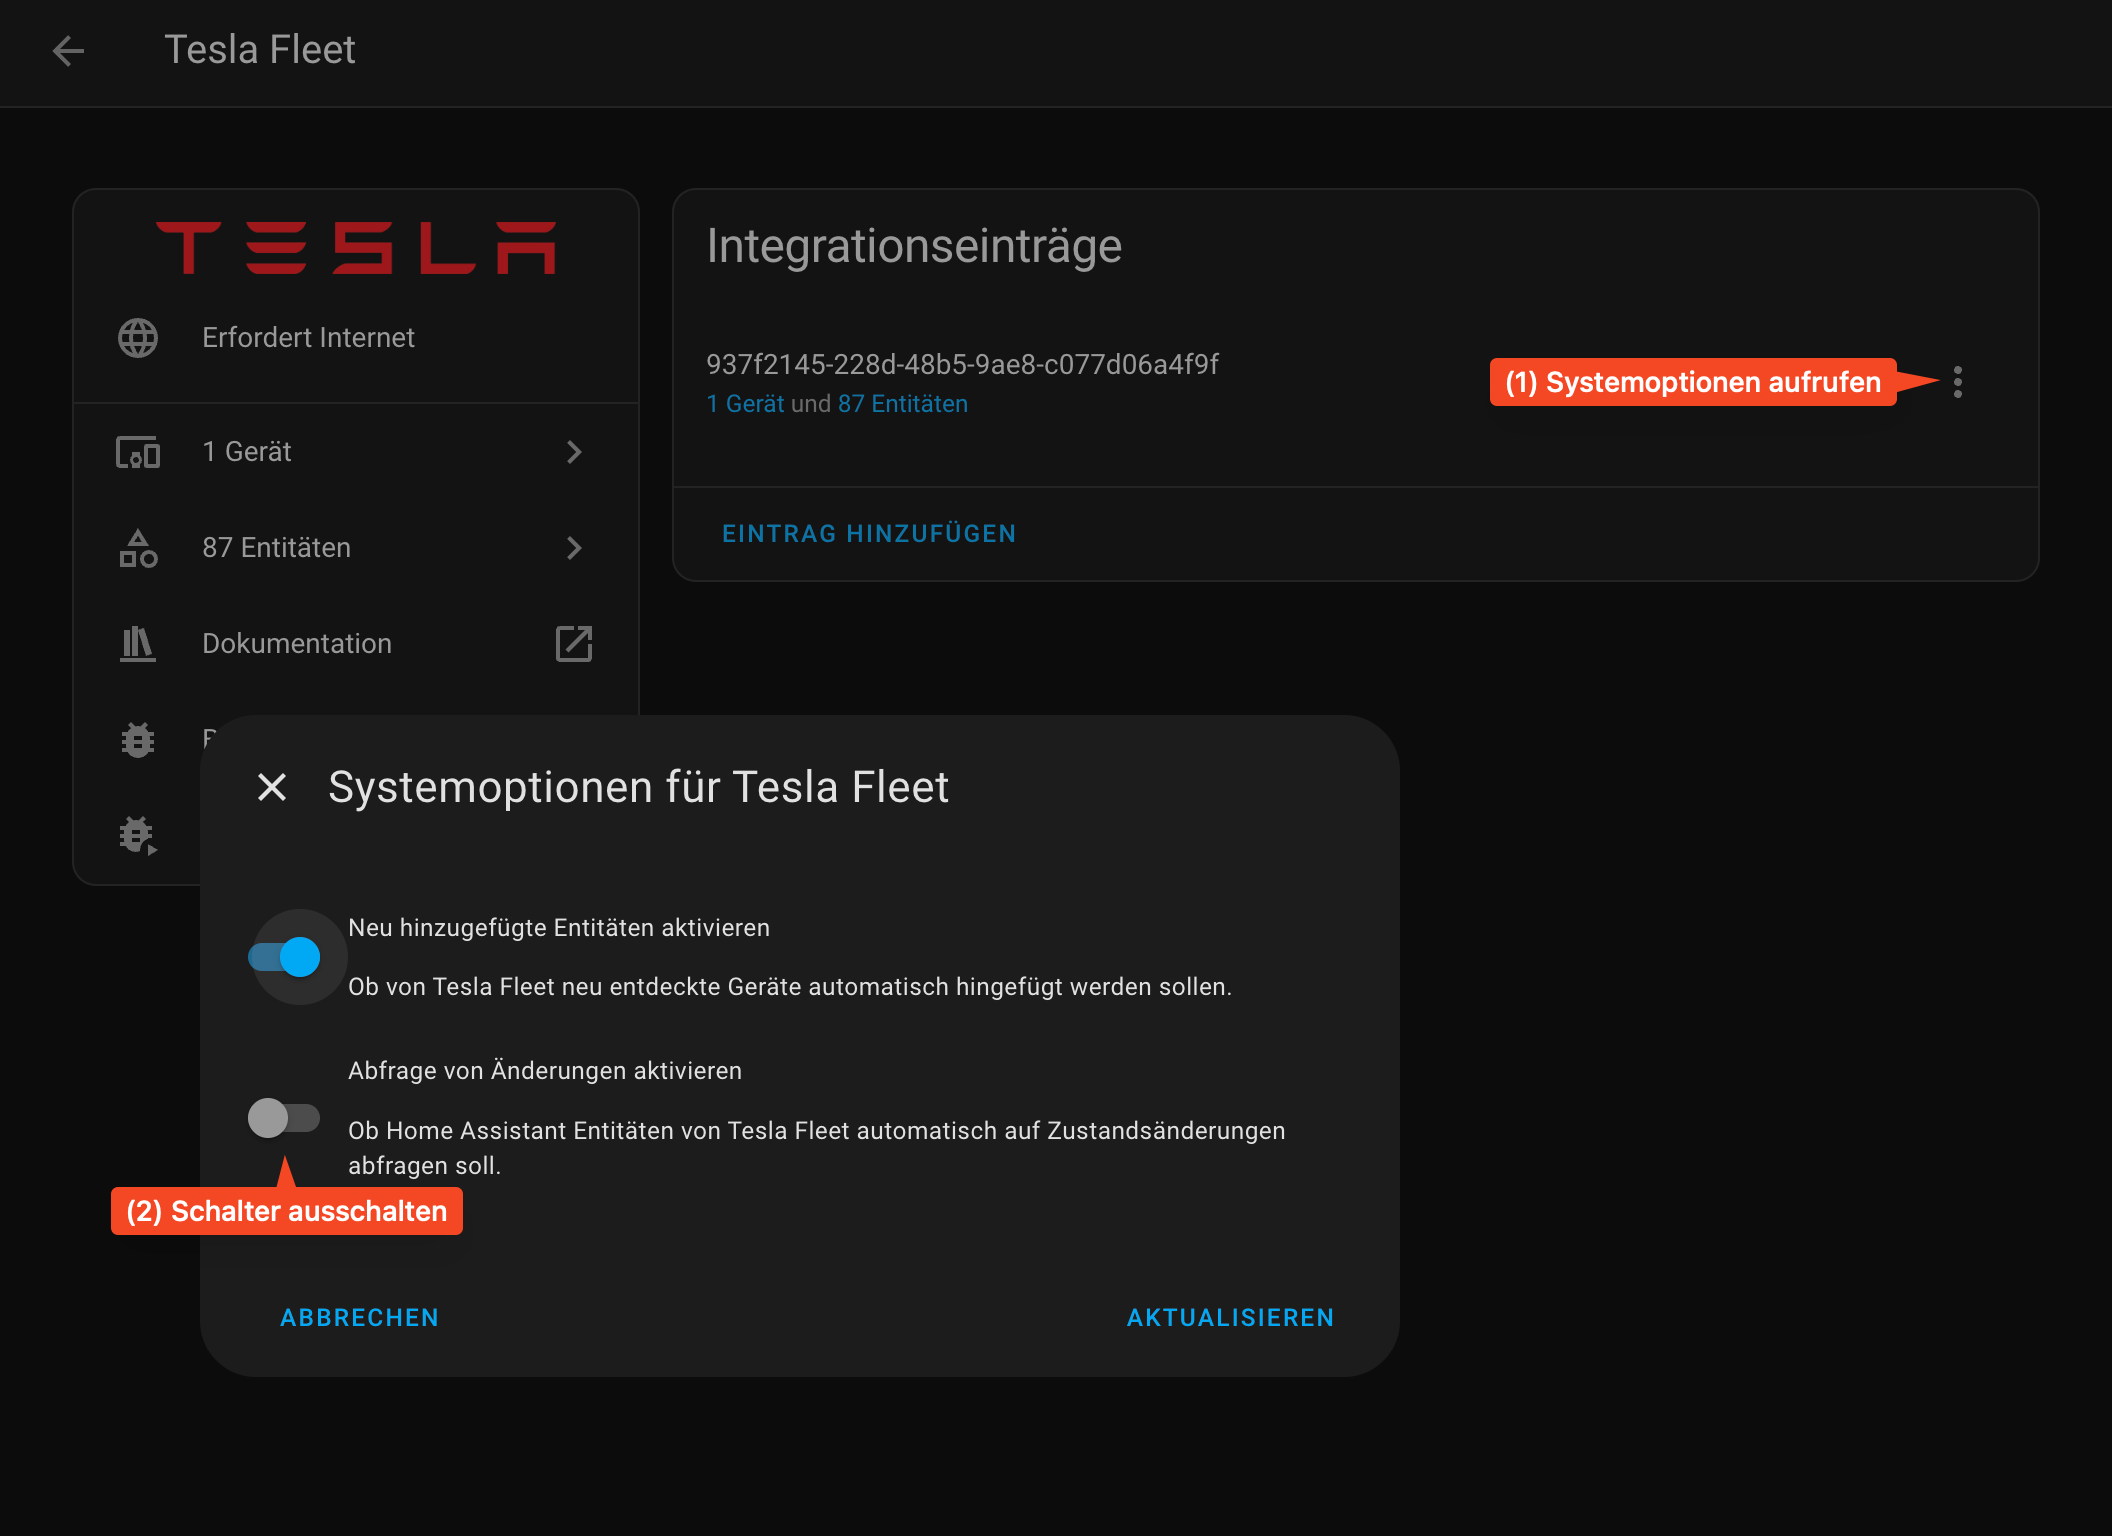 Tesla Fleet
TESLA
Erfordert Internet
1 Gerät
87 Entitäten
Dokumentation
Integrationseinträge
937f2145-228d-48b5-9ae8-c077d06a4f9f
1 Gerät und 87 Entitäten
(1) Systemoptionen aufrufen
EINTRAG HINZUFÜGEN
Systemoptionen für Tesla Fleet
Neu hinzugefügte Entitäten aktivieren
Ob von Tesla Fleet neu entdeckte Geräte automatisch hingefügt werden sollen.
Abfrage von Änderungen aktivieren
Ob Home Assistant Entitäten von Tesla Fleet automatisch auf Zustandsänderungen
abfragen soll.
(2) Schalter ausschalten
ABBRECHEN
AKTUALISIEREN